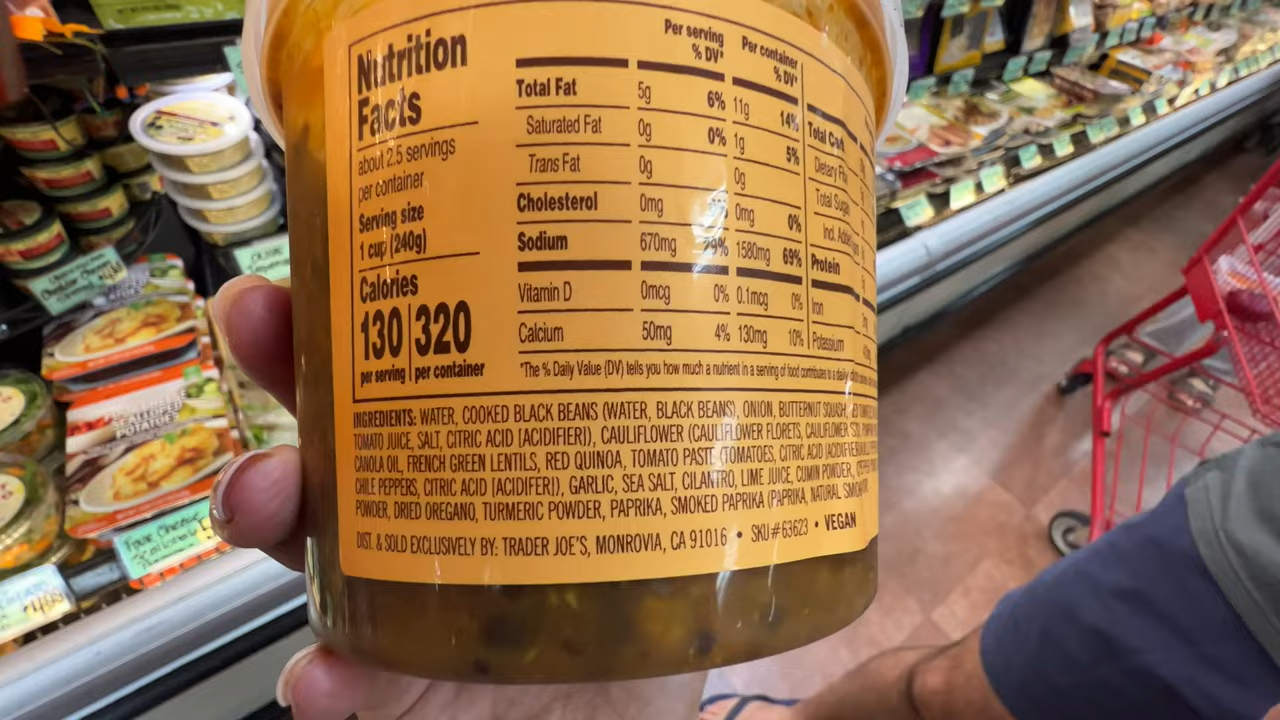 Nutrition
Facts
about 2.5 servings
per container
Serving size
1 cup (240g)
Calories
130 320
per serving per container
Per serving Per container
% DV* % DV*
Total Fat 5g 6% 11g 14%
Saturated Fat 0g 0% 1g 5%
Trans Fat 0g 0g
Cholesterol 0mg 0mg 0%
Sodium 670mg 29% 1580mg 69%
Vitamin D 0mcg 0% 0.1mcg 0%
Calcium 50mg 4% 130mg 10%
Total
Dietary
Total
Incl.
Protein
Iron
Potassium
*The % Daily Value (DV) tells you how much a nutrient in a serving of food contributes to a daily
INGREDIENTS: WATER, COOKED BLACK BEANS (WATER, BLACK BEANS), ONION, BUTTERNUT SQUASH,
TOMATO JUICE, SALT, CITRIC ACID [ACIDIFIER]), CAULIFLOWER (CAULIFLOWER FLORETS, CAULIFLOWER
CANOLA OIL, FRENCH GREEN LENTILS, RED QUINOA, TOMATO PASTE (TOMATOES, CITRIC ACID
CHILE PEPPERS, CITRIC ACID [ACIDIFER]), GARLIC, SEA SALT, CILANTRO, LIME JUICE, CUMIN POWDER,
POWDER, DRIED OREGANO, TURMERIC POWDER, PAPRIKA, SMOKED PAPRIKA (PAPRIKA, NATURAL
DIST. & SOLD EXCLUSIVELY BY: TRADER JOE'S, MONROVIA, CA 91016 • SKU#63623 • VEGAN